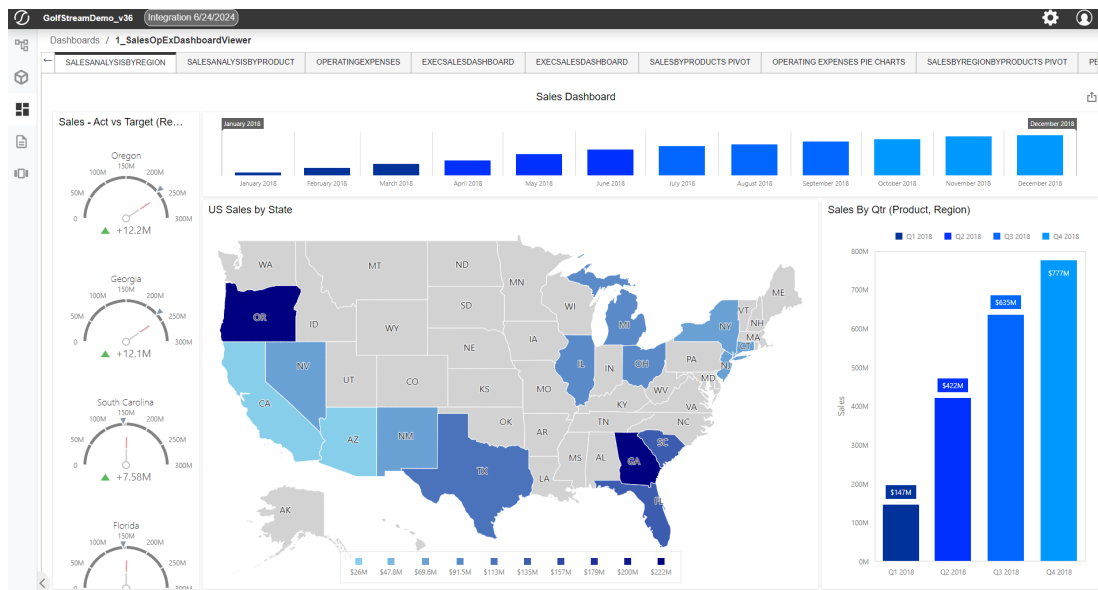 GolfStreamDemo_v36 Integration 6/24/2024
Dashboards / 1_SalesOpExDashboardViewer
SALESANALYSISBYREGION SALESANALYSISBYPRODUCT OPERATINGEXPENSES EXECSALESDASHBOARD EXECSALESDASHBOARD SALESBYPRODUCTS PIVOT OPERATING EXPENSES PIE CHARTS SALESBYREGIONBYPRODUCTS PIVOT PE
Sales Dashboard
Sales - Act vs Target (Re...
Oregon
0 50M 100M 150M 200M 250M 300M
+12.2M
Georgia
0 50M 100M 150M 200M 250M 300M
+12.1M
South Carolina
0 50M 100M 150M 200M 250M 300M
+7.58M
Florida
0 50M 100M 150M 200M 250M 300M
January 2018 December 2018
January 2018 February 2018 March 2018 April 2018 May 2018 June 2018 July 2018 August 2018 September 2018 October 2018 November 2018 December 2018
US Sales by State
WA MT ND MN ME
OR ID SD WI MI VT NH
WY NY MA
IA CT
NE PA NJ
NV UT CO IL IN OH MD
CA KS MO WV VA
KY
AZ NM OK TN NC
AR SC
TX MS AL GA
LA
AK FL
$26M $47.8M $69.6M $91.5M $113M $135M $157M $179M $200M $222M
Sales By Qtr (Product, Region)
Q1 2018 Q2 2018 Q3 2018 Q4 2018
800M
700M
600M
500M
400M
300M
200M
100M
0M
Sales
$147M $422M $635M $777M
Q1 2018 Q2 2018 Q3 2018 Q4 2018